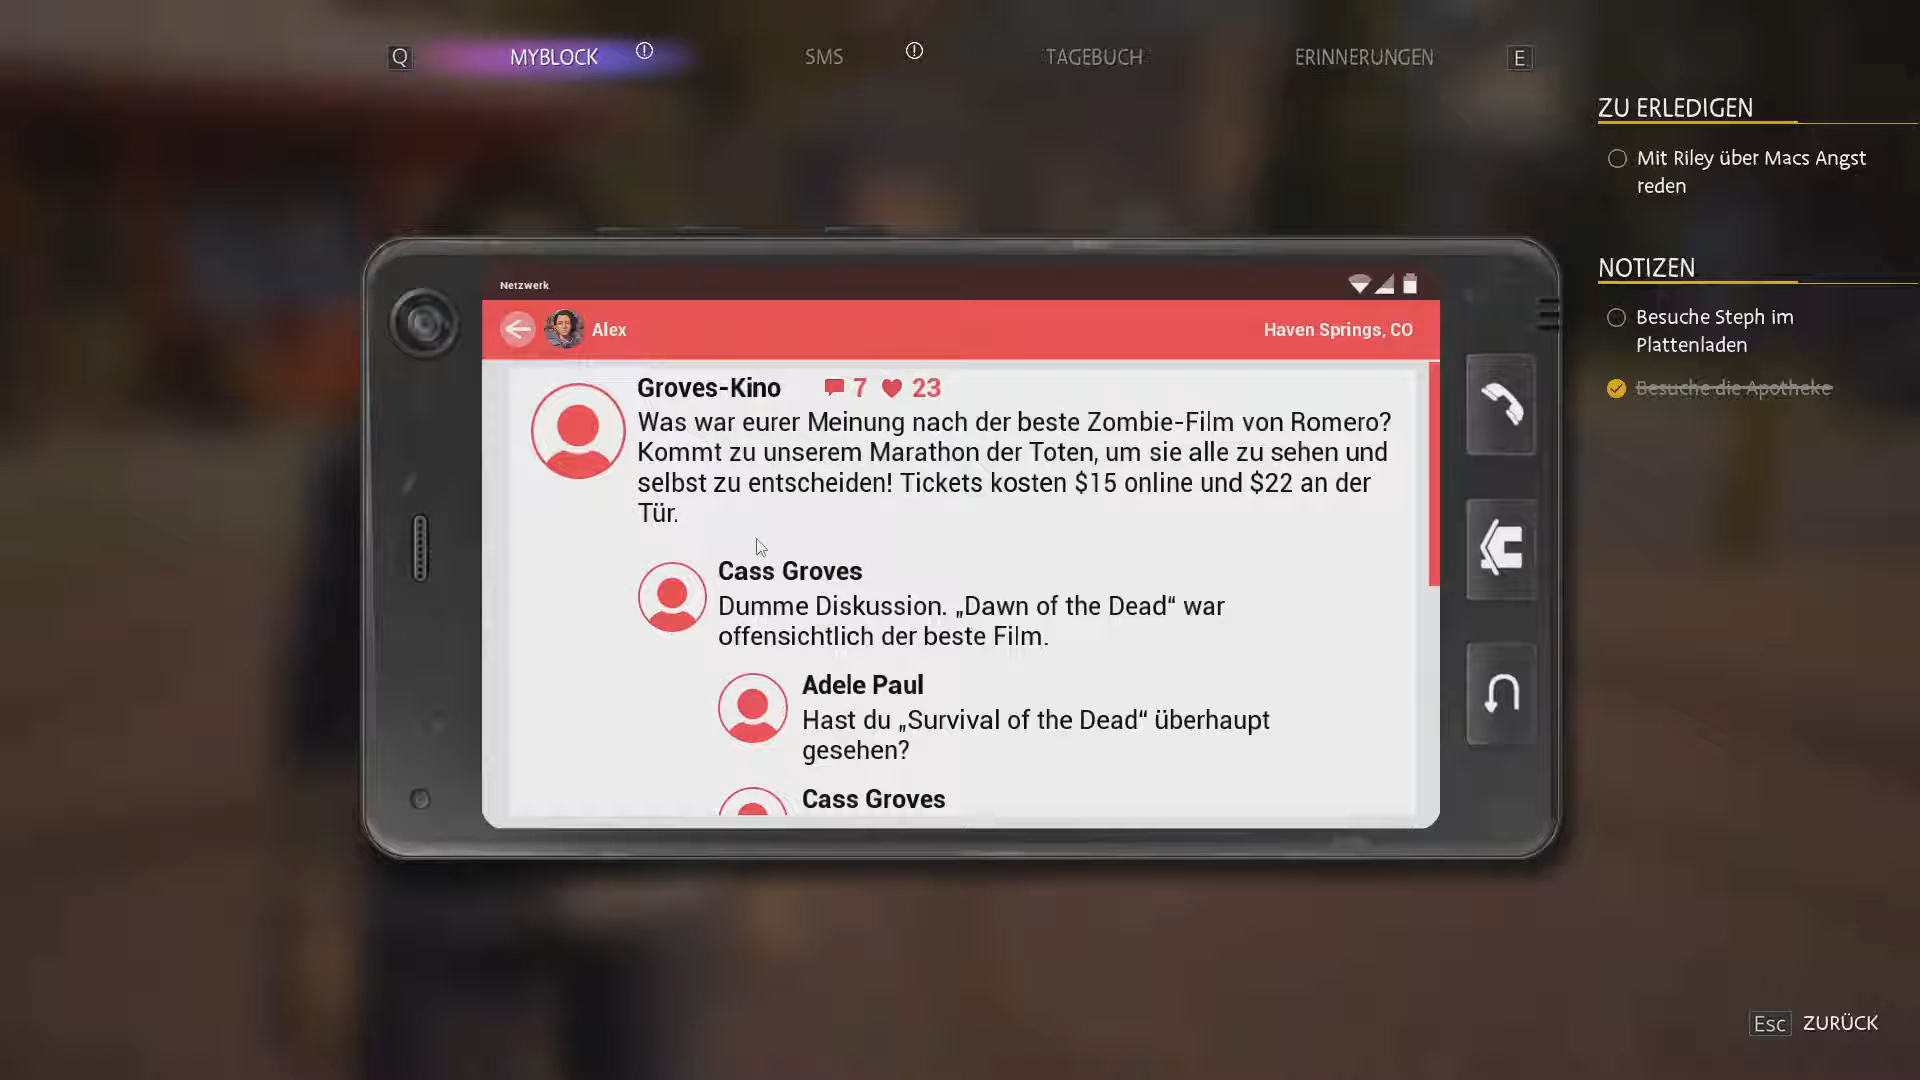 Q
MYBLOCK
SMS
TAGEBUCH
ERINNERUNGEN
E
ZU ERLEDIGEN
Mit Riley über Macs Angst
reden
NOTIZEN
Besuche Steph im
Plattenladen
Besuche die Apotheke
Netzwerk
Alex
Haven Springs, CO
Groves-Kino 7 23
Was war eurer Meinung nach der beste Zombie-Film von Romero?
Kommt zu unserem Marathon der Toten, um sie alle zu sehen und
selbst zu entscheiden! Tickets kosten $15 online und $22 an der
Tür.
Cass Groves
Dumme Diskussion. „Dawn of the Dead“ war
offensichtlich der beste Film.
Adele Paul
Hast du „Survival of the Dead“ überhaupt
gesehen?
Cass Groves
Esc ZURÜCK